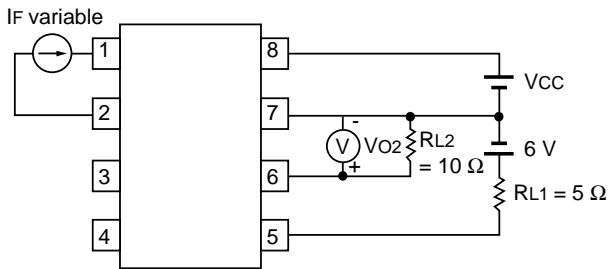 IF variable
1
8
VCC
2
7
-
V
VO2
RL2
= 10 Ω
6 V
3
6
+
RL1 = 5 Ω
4
5